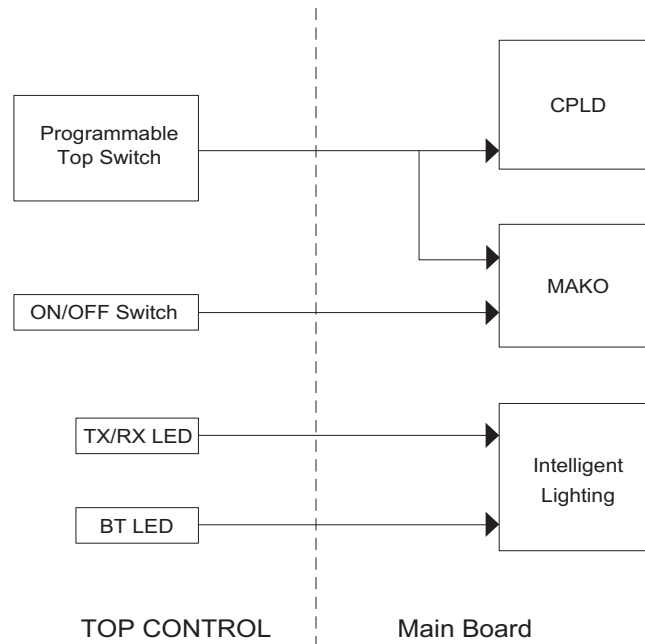 CPLD
Programmable
Top Switch
MAKO
ON/OFF Switch
TX/RX LED
Intelligent
Lighting
BT LED
TOP CONTROL
Main Board